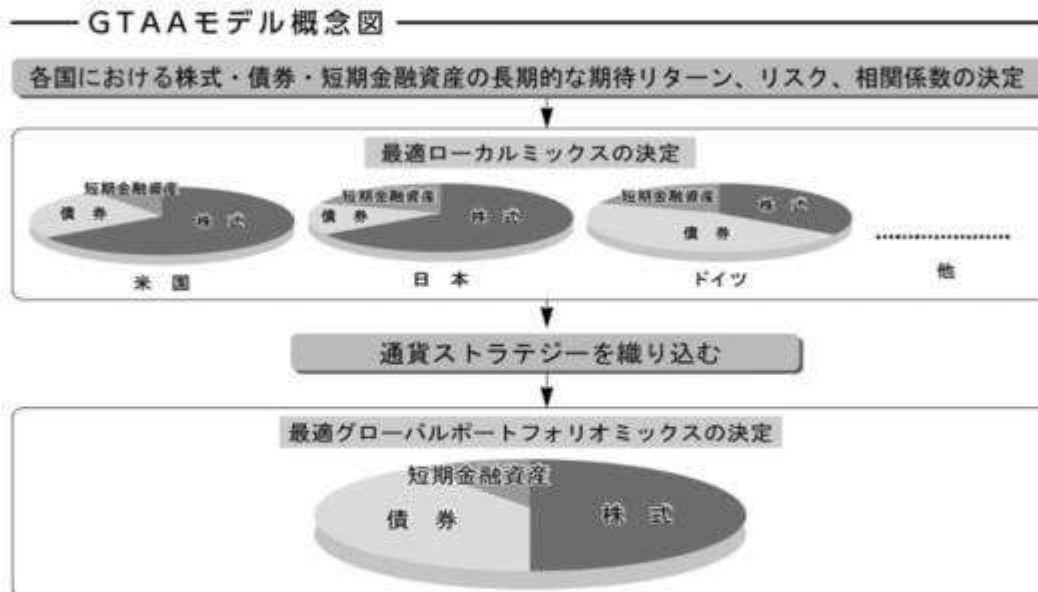 GTAAモデル概念図
各国における株式・債券・短期金融資産の長期的な期待リターン、リスク、相関係数の決定
最適ローカルミックスの決定
短期金融資産
債券
株式
米国
短期金融資産
債券
株式
日本
短期金融資産
株式
債券
ドイツ
他
通貨ストラテジーを織り込む
最適グローバルポートフォリオミックスの決定
短期金融資産
債券
株式